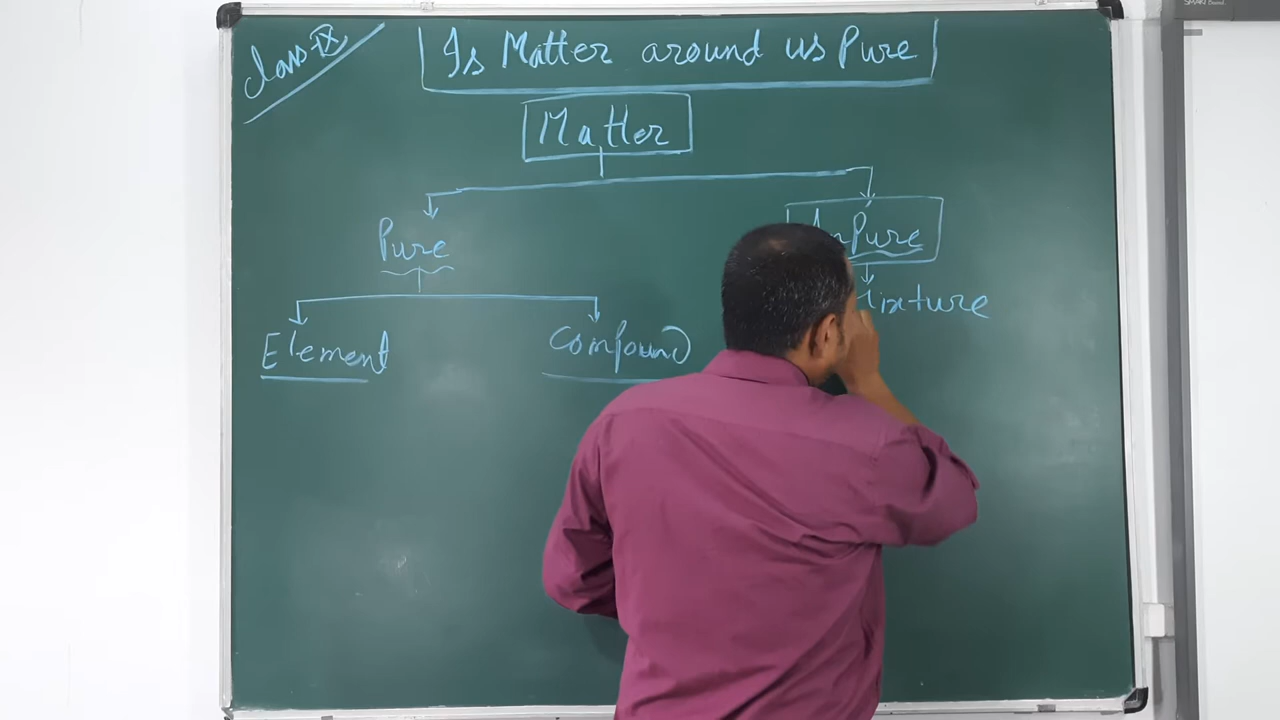 Class-IX
Is Matter around us Pure
Matter
Pure
Element
Compound